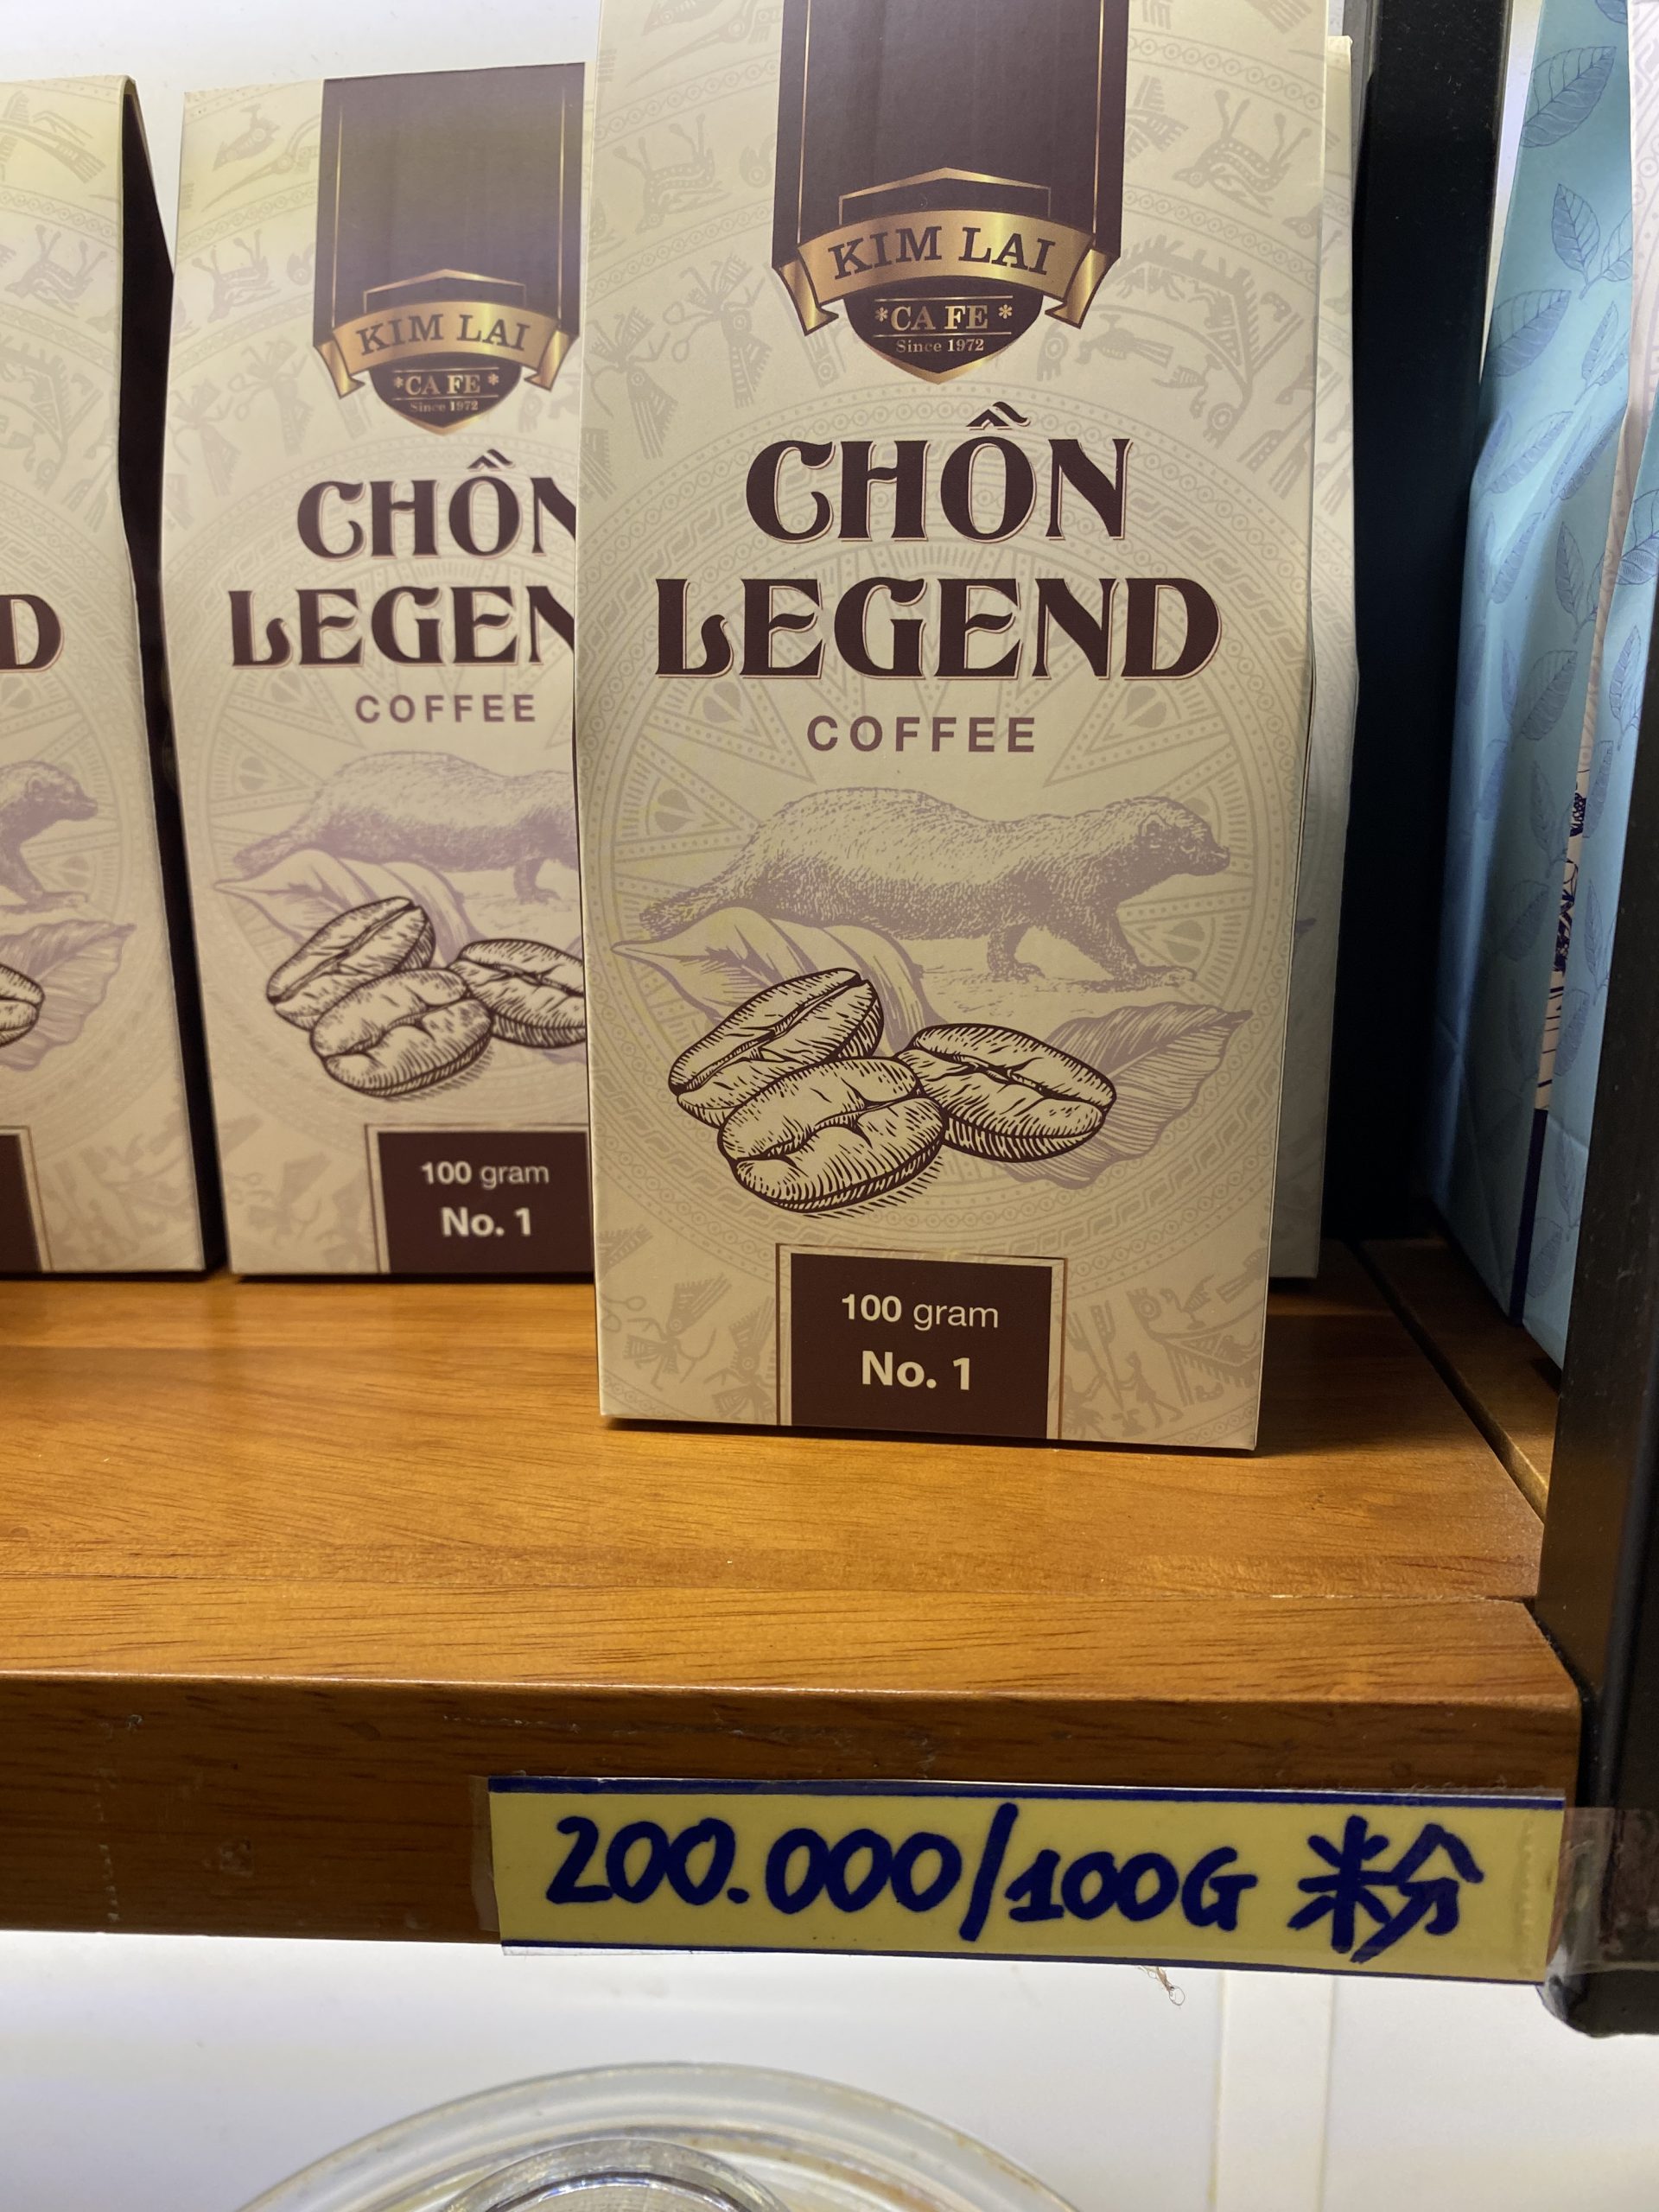 KIM LAI
*CA FE*
Since 1972
CHỒN
LEGEND
COFFEE
100 gram
No. 1
KIM LAI
*CA FE*
Since 1972
CHỒN
LEGEND
COFFEE
100 gram
No. 1
D
200.000/100G 粉